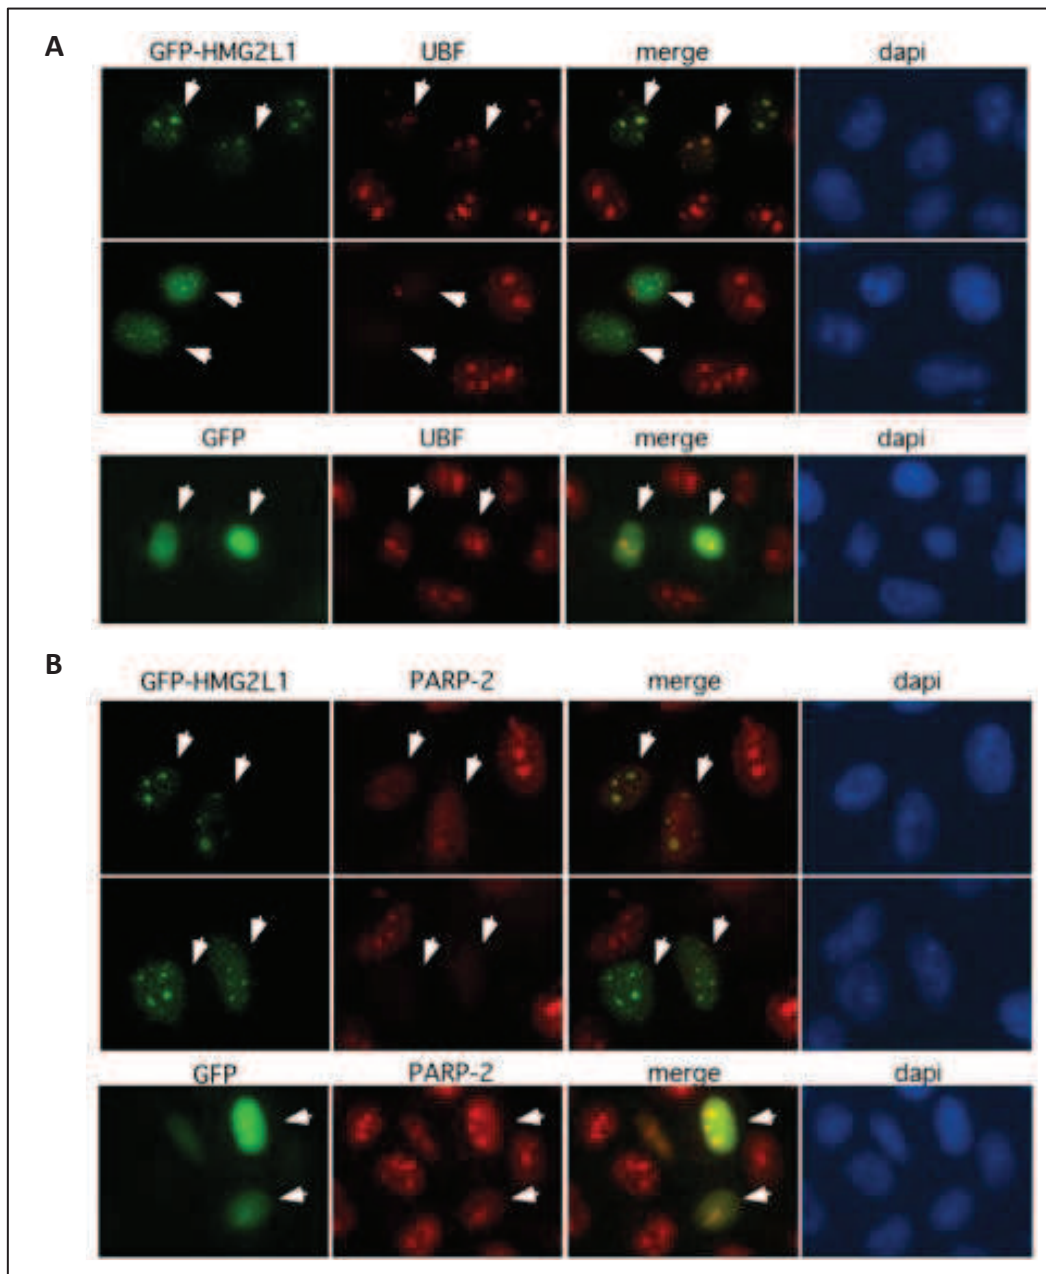 A
GFP-HMG2L1 UBF merge dapi
GFP UBF merge dapi
B
GFP-HMG2L1 PARP-2 merge dapi
GFP PARP-2 merge dapi